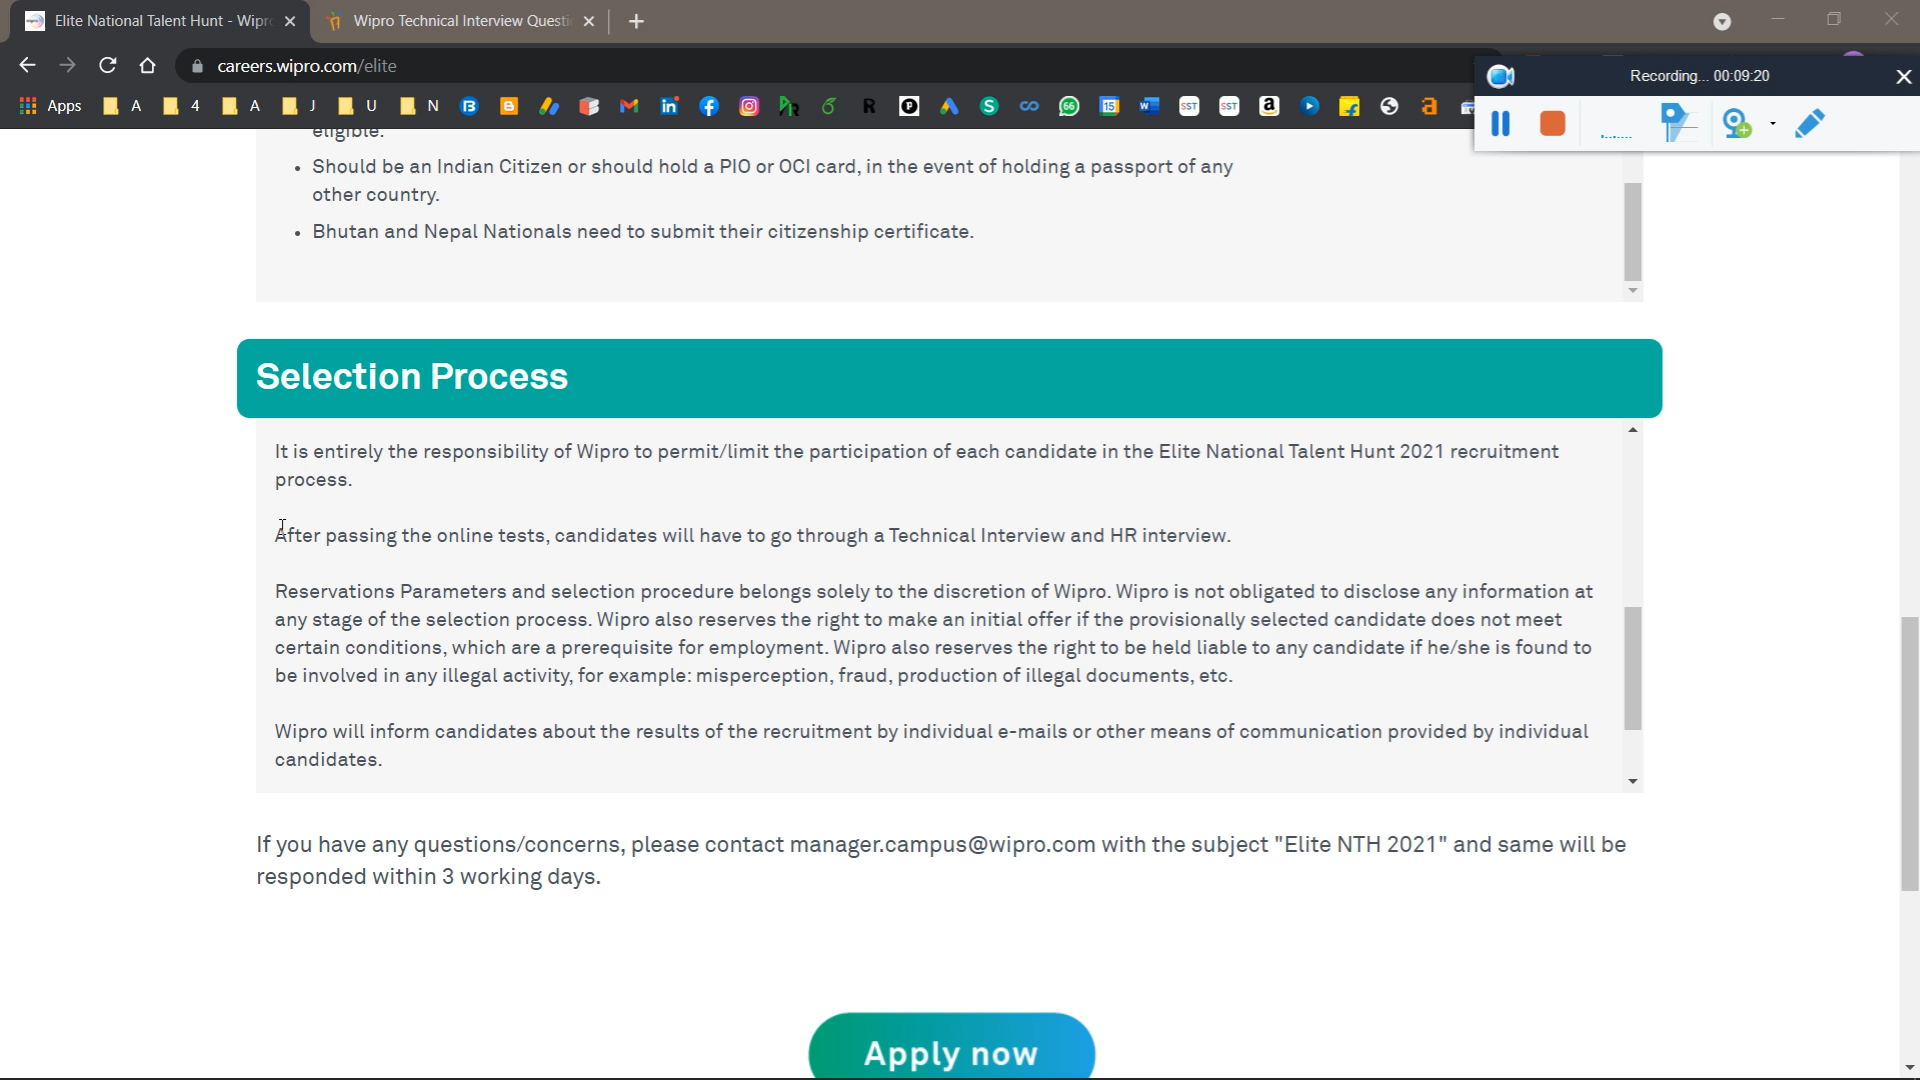 Elite National Talent Hunt - Wipr
Wipro Technical Interview Questi
careers.wipro.com/elite
Recording... 00:09:20
Apps
A
4
A
J
U
N
eligible.
• Should be an Indian Citizen or should hold a PIO or OCI card, in the event of holding a passport of any
other country.
• Bhutan and Nepal Nationals need to submit their citizenship certificate.
Selection Process
It is entirely the responsibility of Wipro to permit/limit the participation of each candidate in the Elite National Talent Hunt 2021 recruitment
process.
After passing the online tests, candidates will have to go through a Technical Interview and HR interview.
Reservations Parameters and selection procedure belongs solely to the discretion of Wipro. Wipro is not obligated to disclose any information at
any stage of the selection process. Wipro also reserves the right to make an initial offer if the provisionally selected candidate does not meet
certain conditions, which are a prerequisite for employment. Wipro also reserves the right to be held liable to any candidate if he/she is found to
be involved in any illegal activity, for example: misperception, fraud, production of illegal documents, etc.
Wipro will inform candidates about the results of the recruitment by individual e-mails or other means of communication provided by individual
candidates.
If you have any questions/concerns, please contact manager.campus@wipro.com with the subject "Elite NTH 2021" and same will be
responded within 3 working days.
Apply now